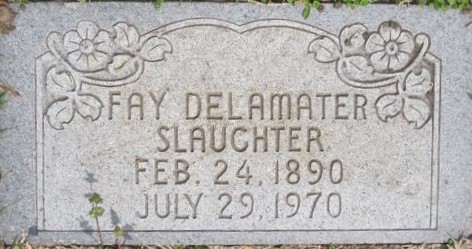 FAY DELAMATER
SLAUGHTER
FEB. 24, 1890
JULY 29, 1970